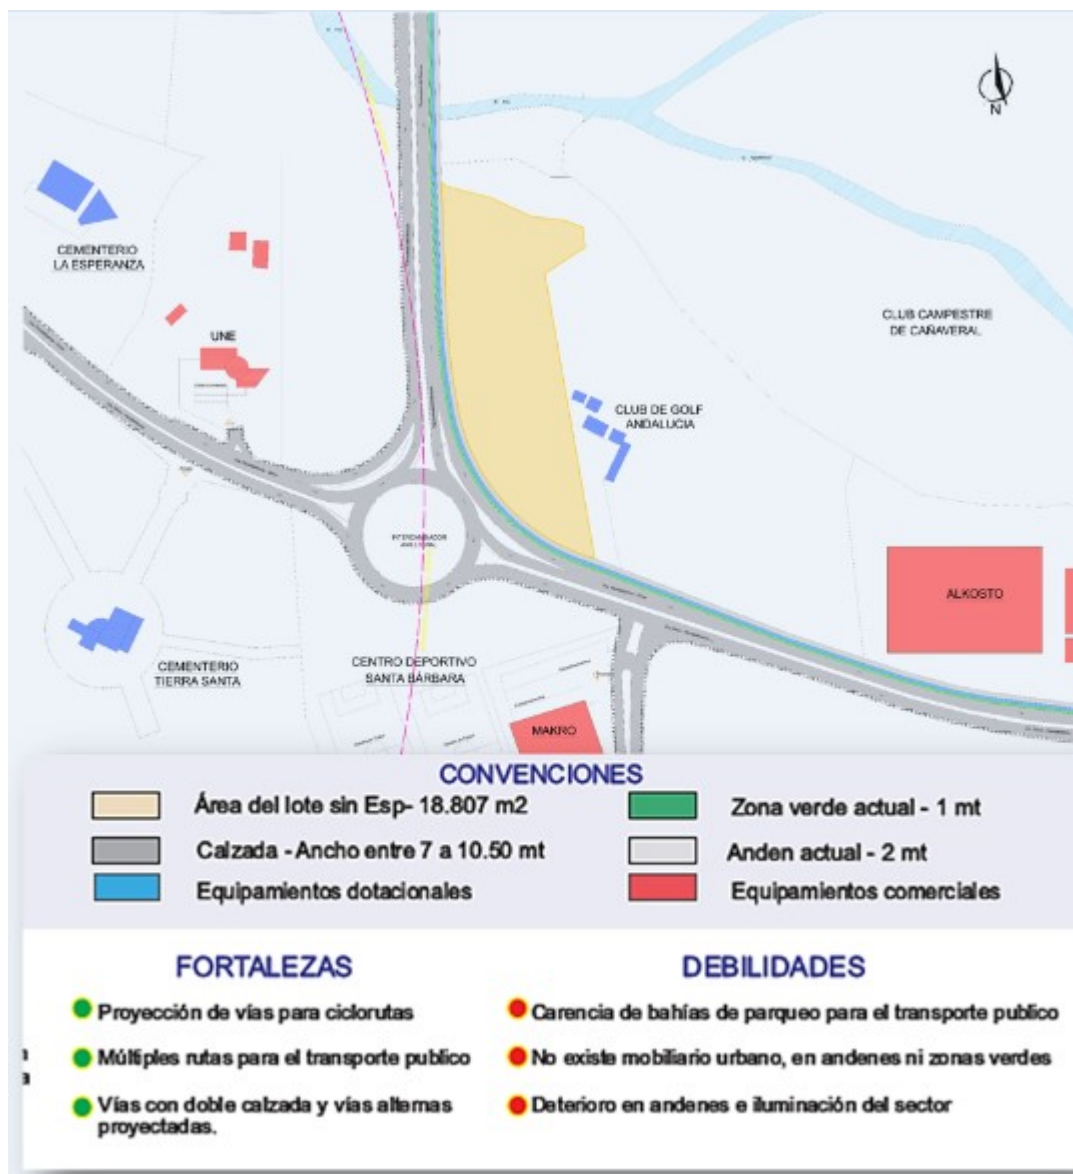 N
CEMENTERIO
LA ESPERANZA
UNE
CLUB CAMPESTRE
DE CAÑAVERAL
CLUB DE GOLF
ANDALUCIA
INTERCAMBIADOR
ALKOSTO
CEMENTERIO
TIERRA SANTA
CENTRO DEPORTIVO
SANTA BÁRBARA
MAKRO
CONVENCIONES
Área del lote sin Esp- 18.807 m2
Zona verde actual - 1 mt
Calzada - Ancho entre 7 a 10.50 mt
Anden actual - 2 mt
Equipamientos dotacionales
Equipamientos comerciales
FORTALEZAS
DEBILIDADES
Proyección de vías para ciclorutas
Carencia de bahías de parqueo para el transporte publico
Múltiples rutas para el transporte publico
No existe mobiliario urbano, en andenes ni zonas verdes
Vías con doble calzada y vías alternas
proyectadas.
Deterioro en andenes e iluminación del sector